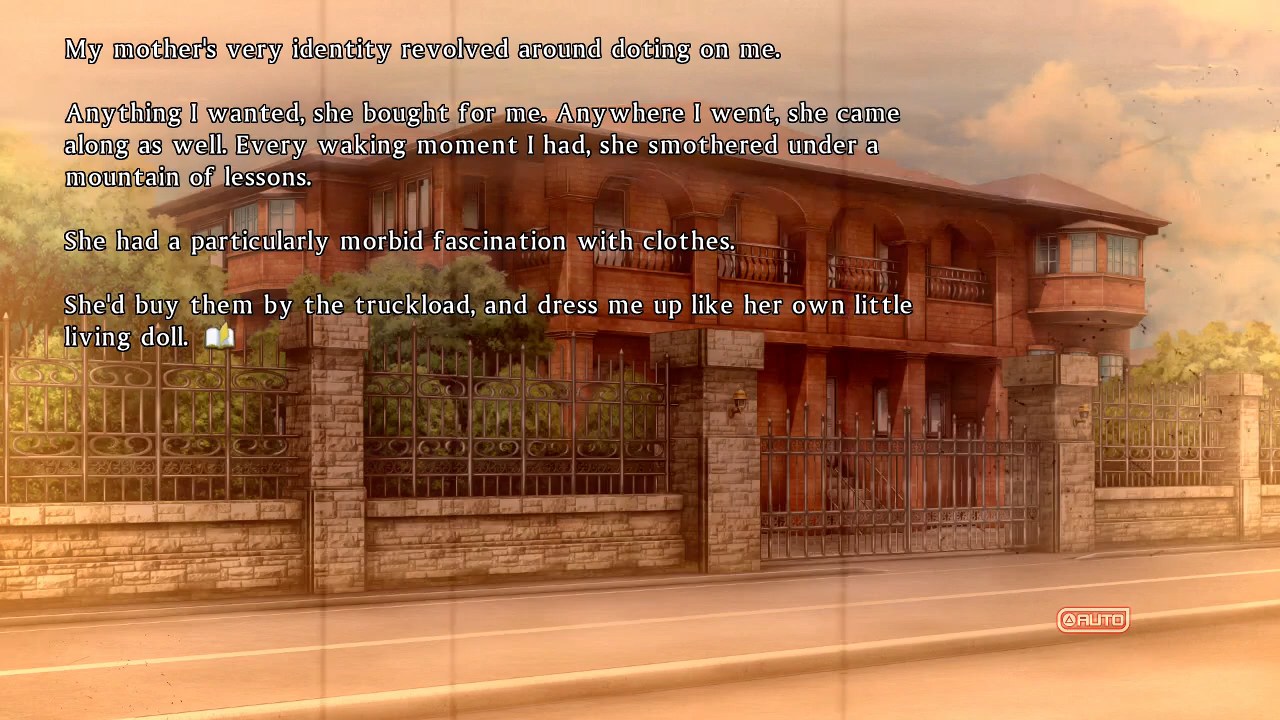 My mother's very identity revolved around doting on me.
Anything I wanted, she bought for me. Anywhere I went, she came
along as well. Every waking moment I had, she smothered under a
mountain of lessons.
She had a particularly morbid fascination with clothes.
She'd buy them by the truckload, and dress me up like her own little
living doll.
AUTO